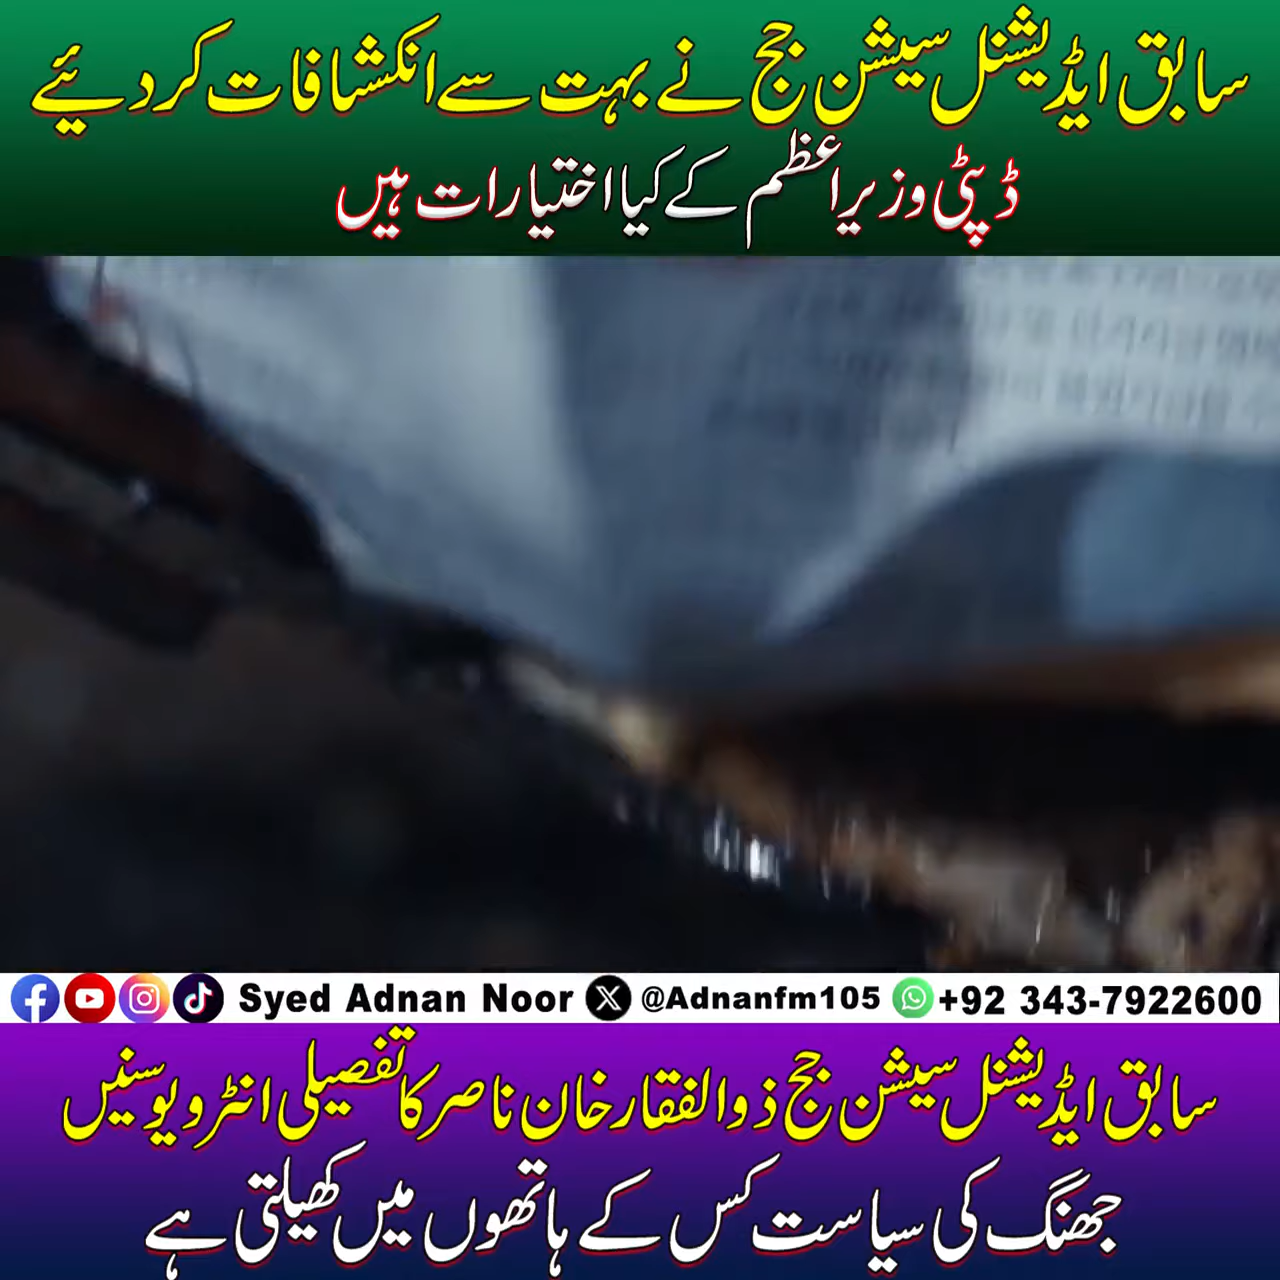 سابق ایڈیشنل سیشن جج نے بہت سے انکشافات کردئیے
ڈپٹی وزیراعظم کے کیا اختیارات ہیں
Syed Adnan Noor @Adnanfm105 +92 343-7922600
سابق ایڈیشنل سیشن جج ذوالفقار خان ناصر کا تفصیلی انٹرویو سنیں
جھنگ کی سیاست کس کے ہاتھوں میں کھیلتی ہے